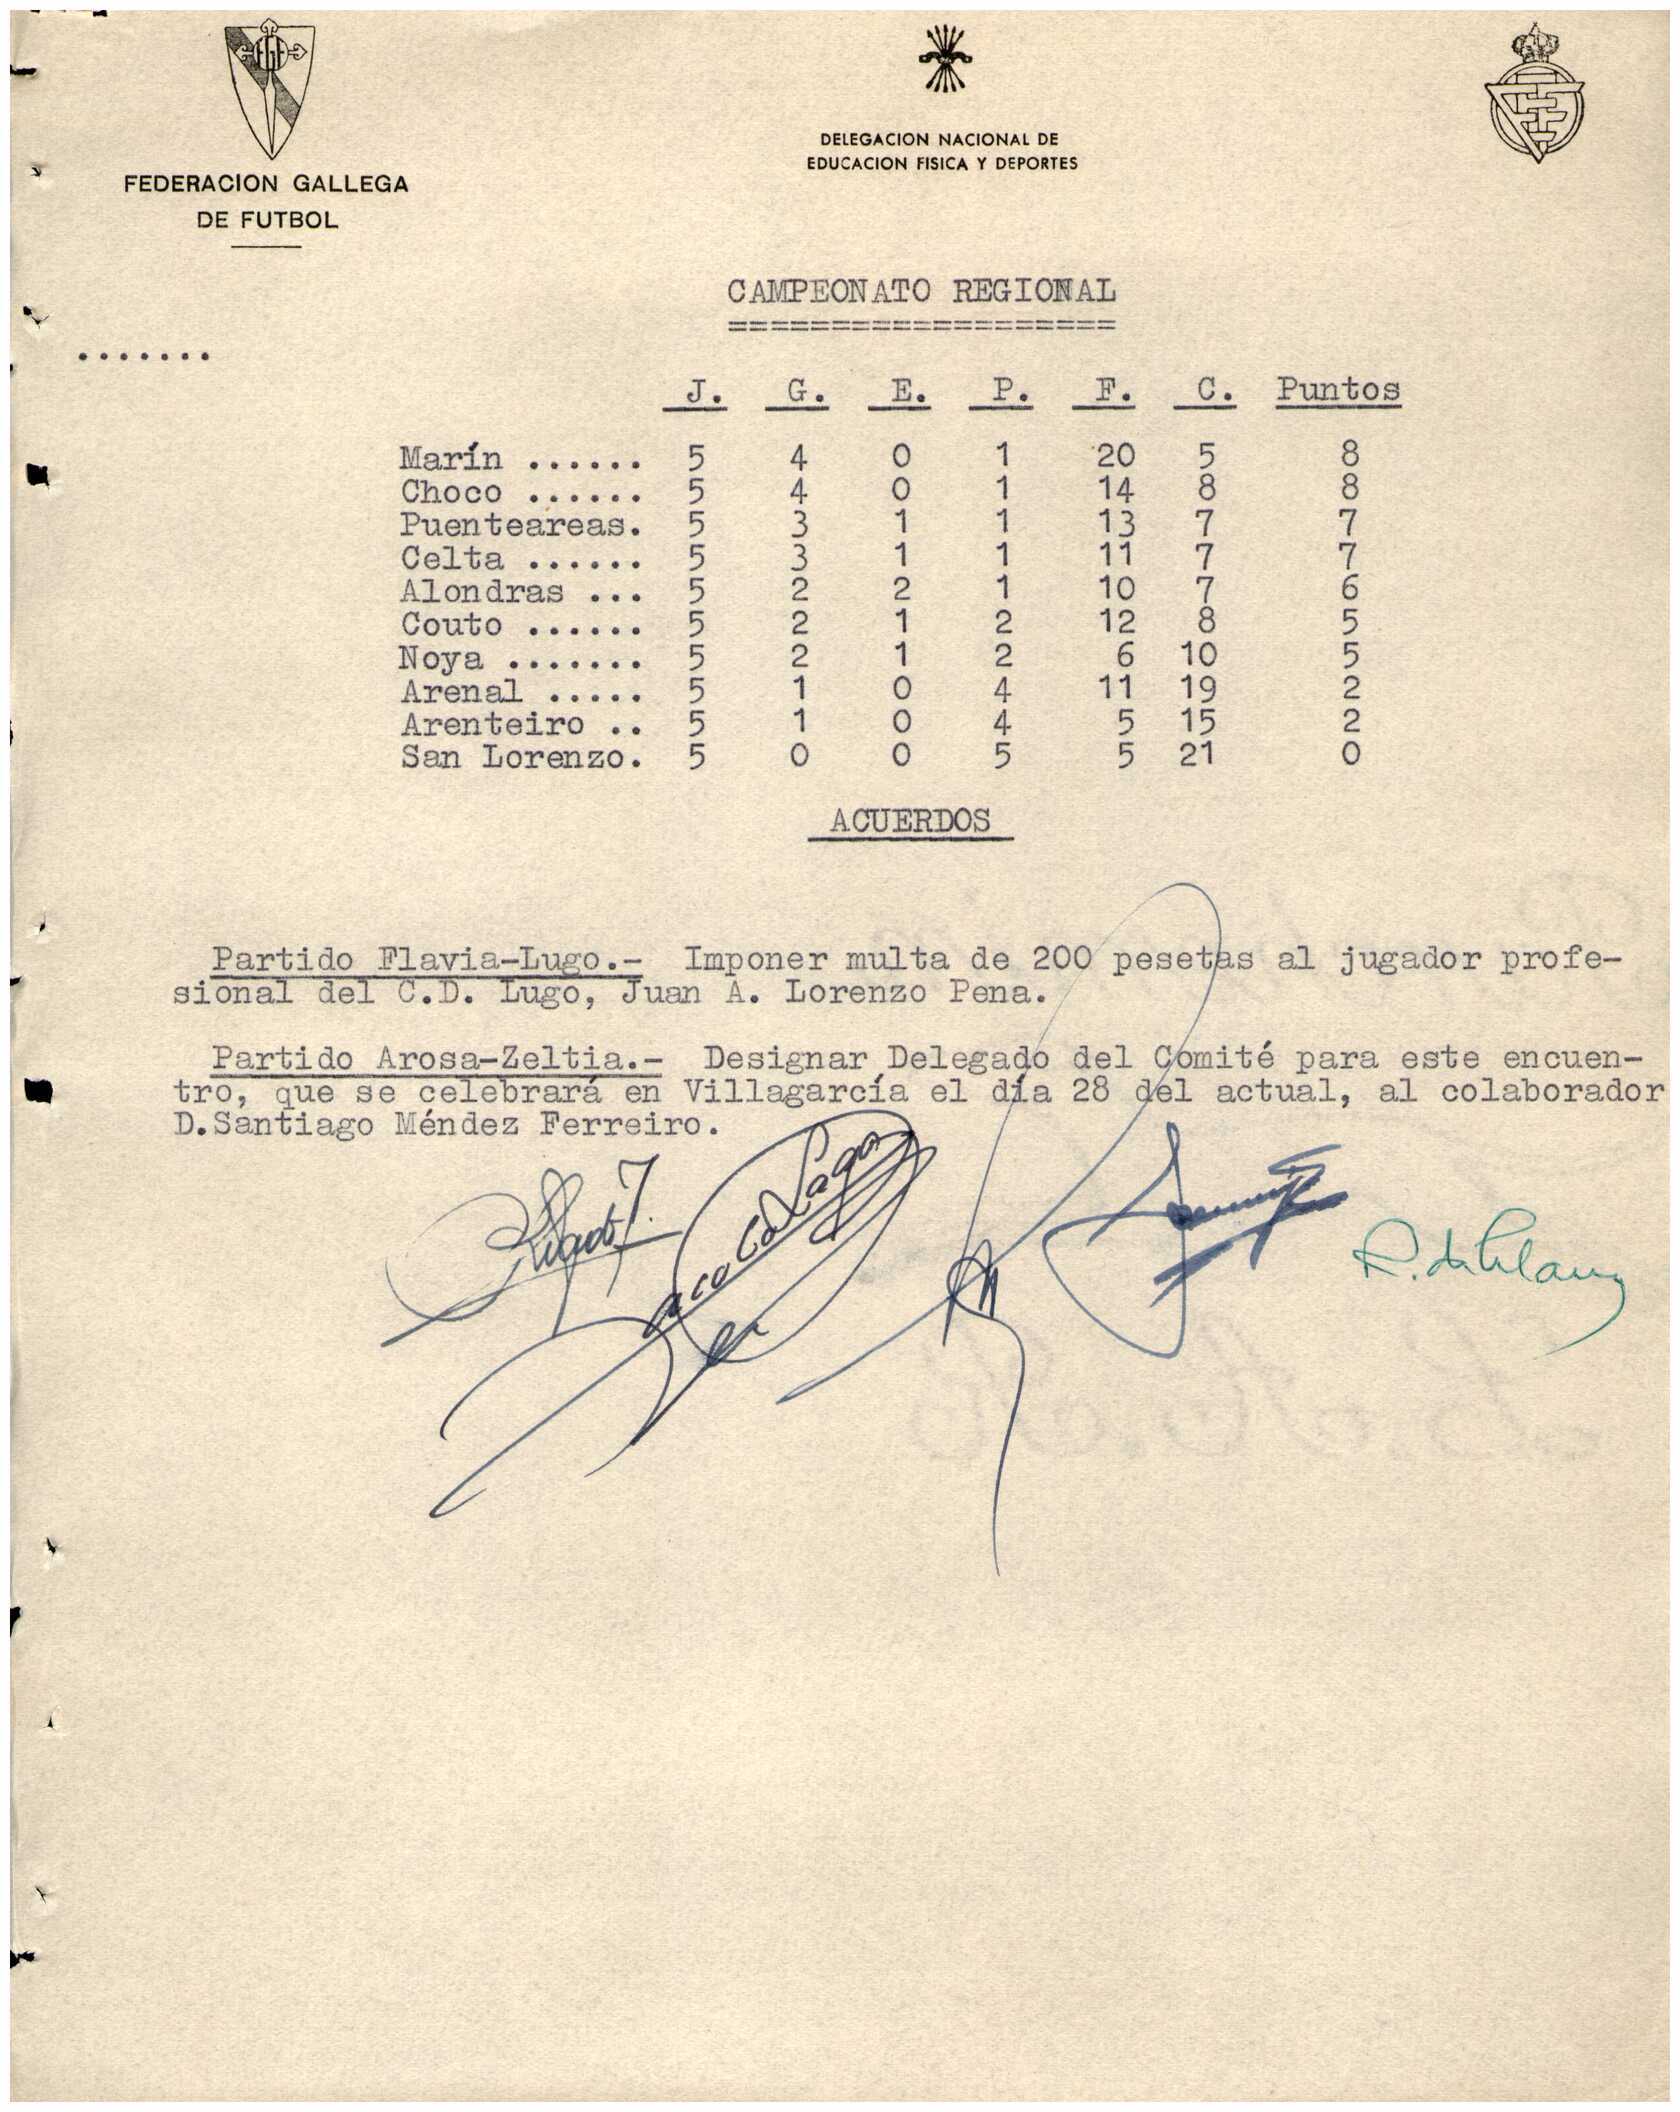 FEDERACION GALLEGA
DE FUTBOL
DELEGACION NACIONAL DE
EDUCACION FISICA Y DEPORTES
CAMPEONATO REGIONAL
===================
.......
J. G. E. P. F. C. Puntos
Marín ...... 5 4 0 1 20 5 8
Choco ...... 5 4 0 1 14 8 8
Puenteareas. 5 3 1 1 13 7 7
Celta ...... 5 3 1 1 11 7 7
Alondras ... 5 2 2 1 10 7 6
Couto ...... 5 2 1 2 12 8 5
Noya ....... 5 2 1 2 6 10 5
Arenal ..... 5 1 0 4 11 19 2
Arenteiro .. 5 1 0 4 5 15 2
San Lorenzo. 5 0 0 5 5 21 0
ACUERDOS
Partido Flavia-Lugo.- Imponer multa de 200 pesetas al jugador profe-
sional del C.D. Lugo, Juan A. Lorenzo Pena.
Partido Arosa-Zeltia.- Designar Delegado del Comité para este encuen-
tro, que se celebrará en Villagarcía el día 28 del actual, al colaborador
D.Santiago Méndez Ferreiro.